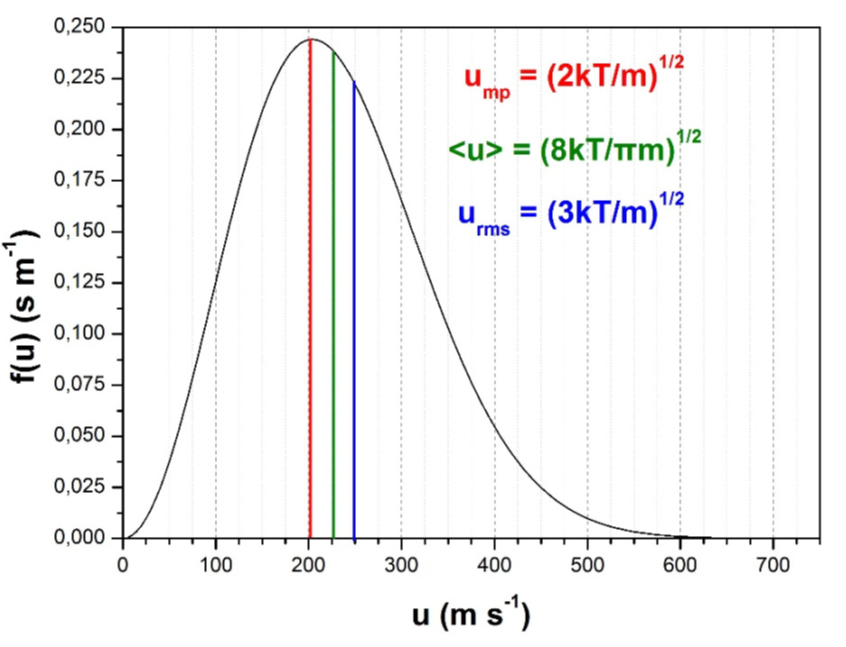 0,250
0,225
0,200
0,175
0,150
0,125
0,100
0,075
0,050
0,025
0,000
f(u) (s m⁻¹)
u_mp = (2kT/m)^1/2
<u> = (8kT/πm)^1/2
u_rms = (3kT/m)^1/2
0 100 200 300 400 500 600 700
u (m s⁻¹)